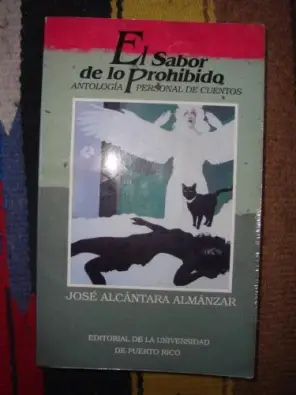 El Sabor
de lo Prohibido
ANTOLOGÍA PERSONAL DE CUENTOS
JOSÉ ALCÁNTARA ALMÁNZAR
EDITORIAL DE LA UNIVERSIDAD
DE PUERTO RICO